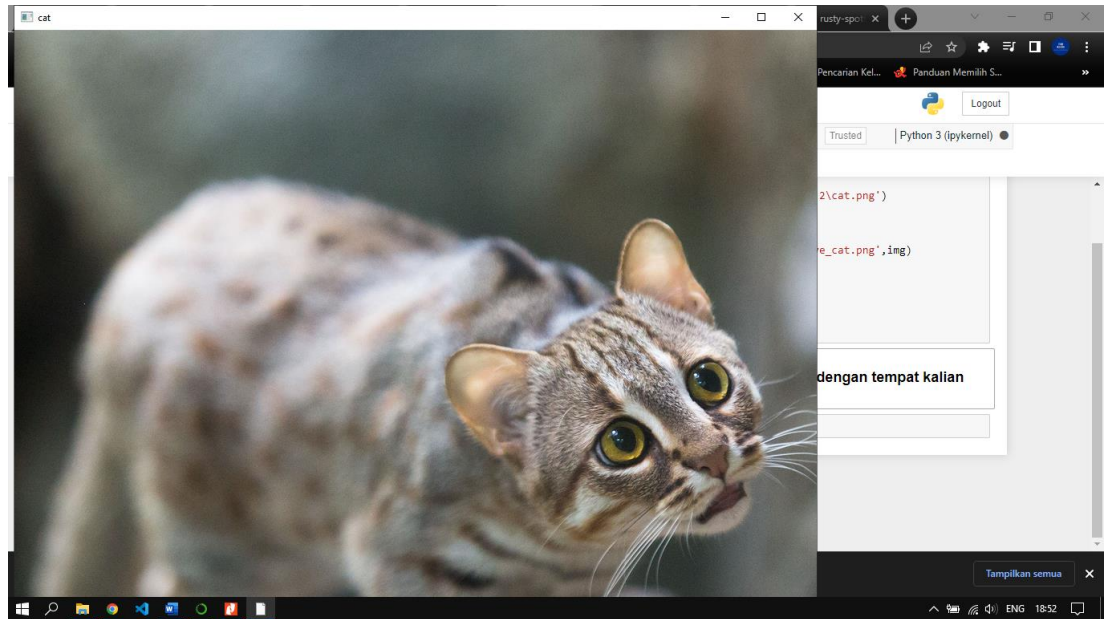 cat
rusty-spot
Pencarian Kel...
Panduan Memilih S...
»
Logout
Trusted
Python 3 (ipykernel)
2\cat.png')
e_cat.png',img)
dengan tempat kalian
Tampilkan semua
ENG
18:52